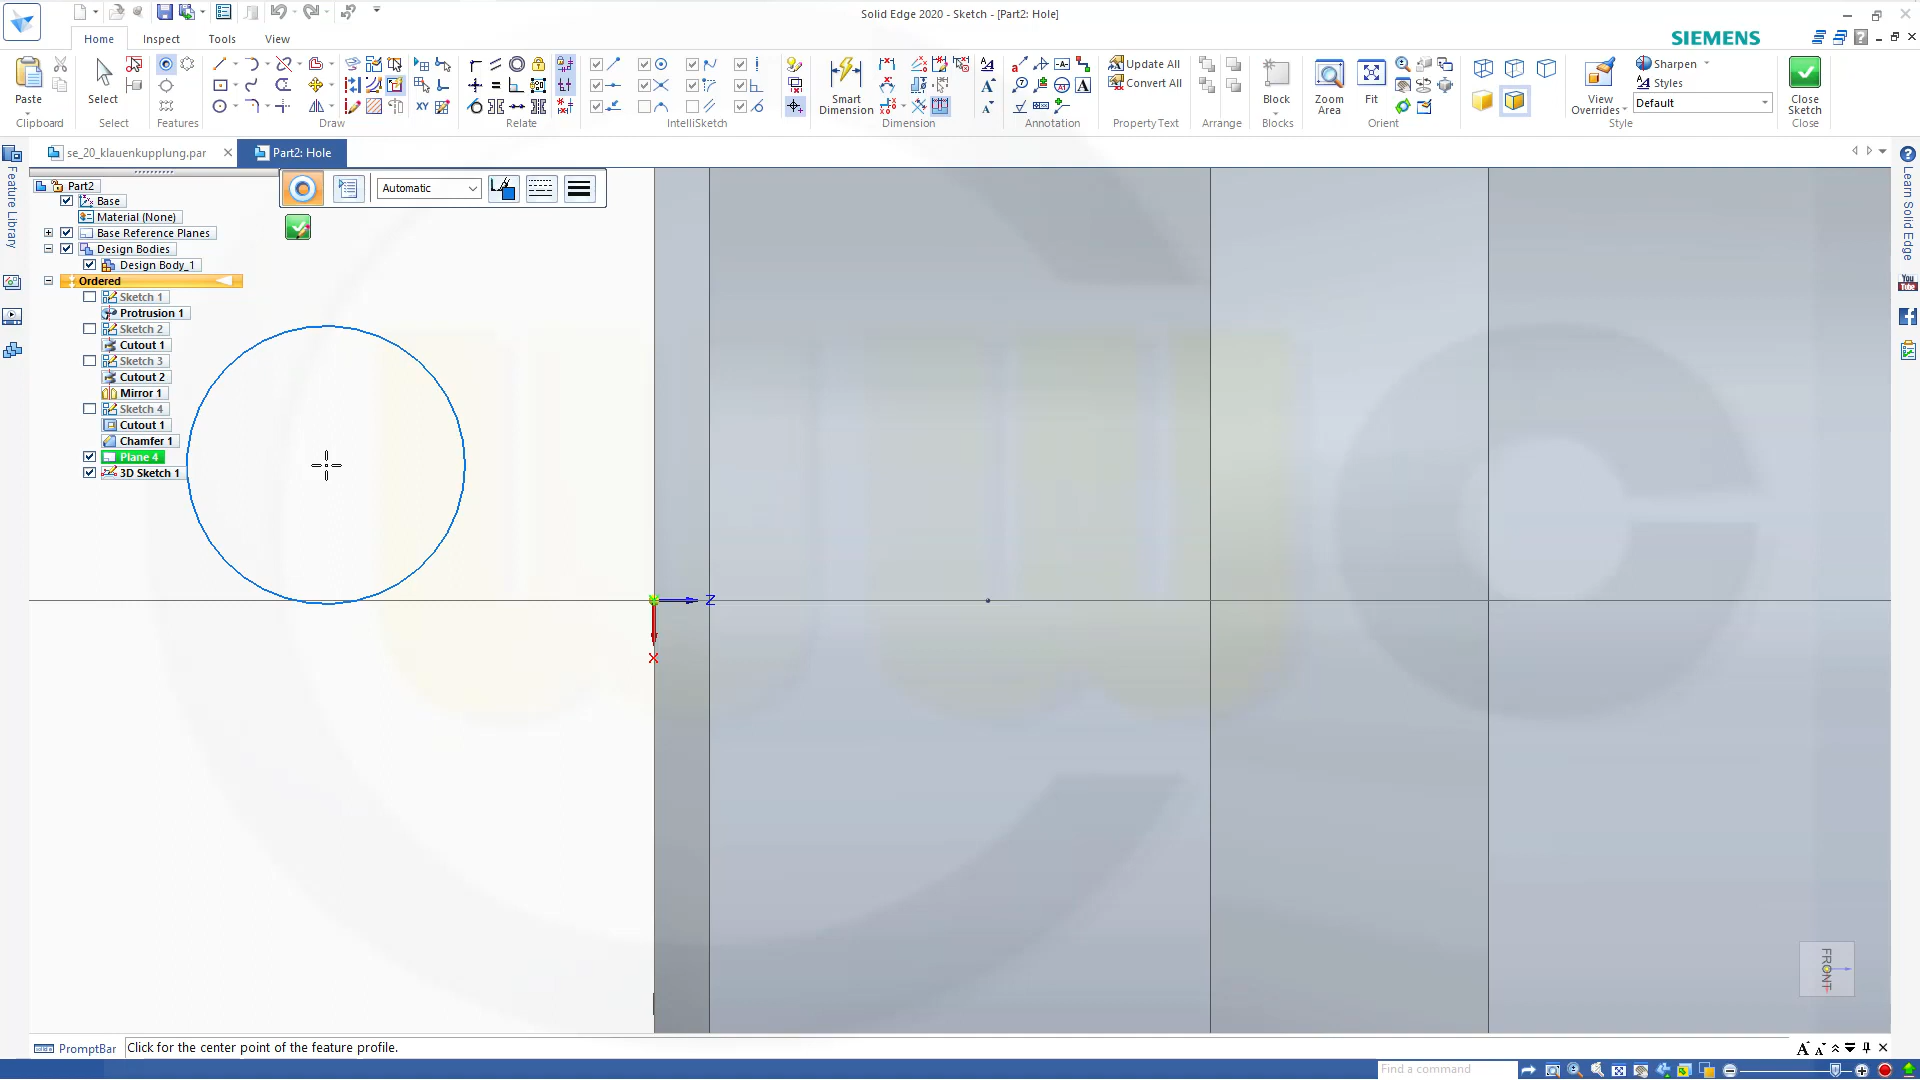 Solid Edge 2020 - Sketch - [Part2: Hole]
Home
Inspect
Tools
View
SIEMENS
Paste
Select
Smart Dimension
Update All
Convert All
Block
Zoom Area
Fit
View Overrides
Sharpen
Styles
Default
Close Sketch
Clipboard
Select
Features
Draw
Relate
IntelliSketch
Dimension
Annotation
Property Text
Arrange
Blocks
Orient
Style
Close
se_20_klauenkupplung.par
Part2: Hole
Feature Library
Learn Solid Edge
You Tube
Automatic
Part2
Base
Material (None)
Base Reference Planes
Design Bodies
Design Body_1
Ordered
Sketch 1
Protrusion 1
Sketch 2
Cutout 1
Sketch 3
Cutout 2
Mirror 1
Sketch 4
Cutout 1
Chamfer 1
Plane 4
3D Sketch 1
Z
X
FRONT
PromptBar
Click for the center point of the feature profile.
Find a command